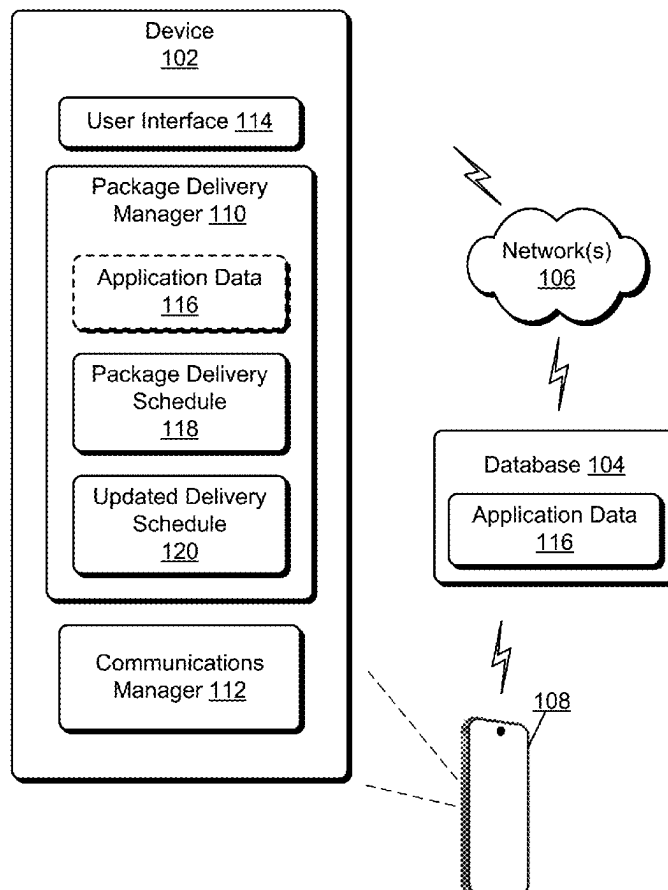 Device
102
User Interface 114
Package Delivery
Manager 110
Application Data
116
Package Delivery
Schedule
118
Updated Delivery
Schedule
120
Communications
Manager 112
Network(s)
106
Database 104
Application Data
116
108